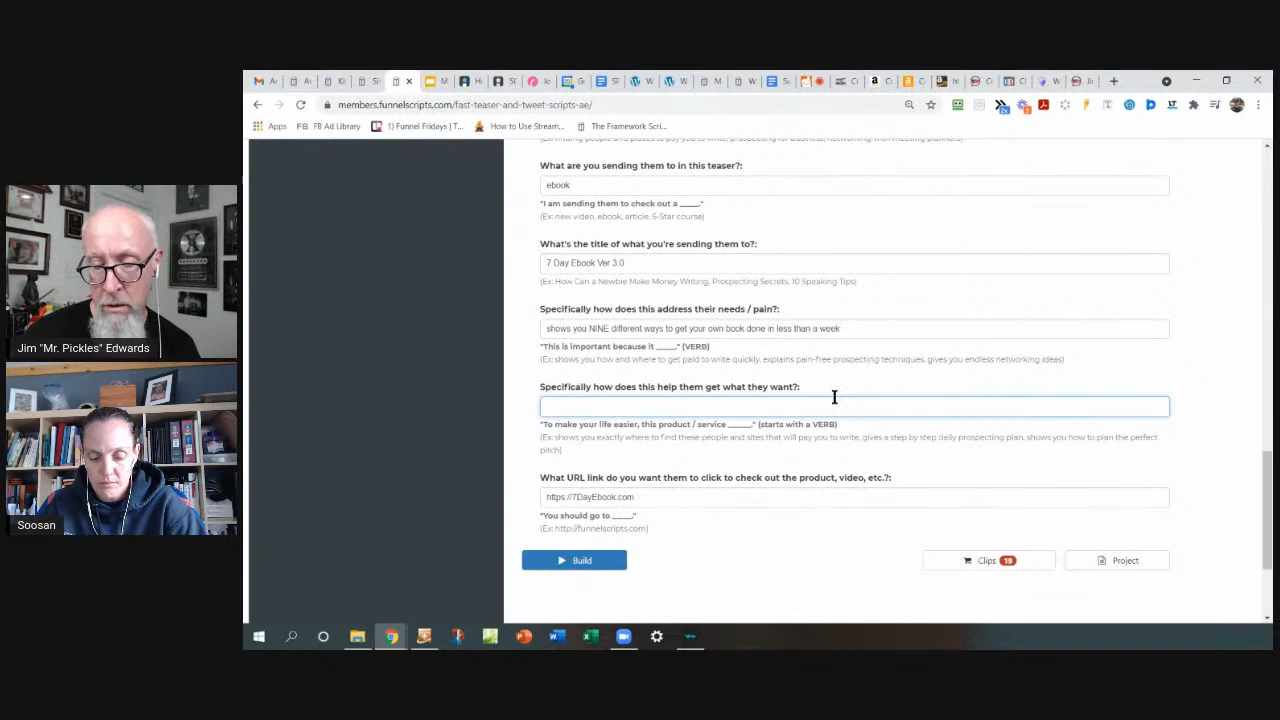 members.funnelscripts.com/fast-teaser-and-tweet-scripts-ae/
Apps
FB Ad Library
1) Funnel Fridays | T...
How to Use Stream...
The Framework Scri...
What are you sending them to in this teaser?:
ebook
"I am sending them to check out a _____."
(Ex: new video, ebook, article, 5-Star course)
What's the title of what you're sending them to?:
7 Day Ebook Ver 3.0
(Ex: How Can a Newbie Make Money Writing, Prospecting Secrets, 10 Speaking Tips)
Specifically how does this address their needs / pain?:
shows you NINE different ways to get your own book done in less than a week
"This is important because it _____." (VERB)
(Ex: shows you how and where to get paid to write quickly, explains pain-free prospecting techniques, gives you endless networking ideas)
Specifically how does this help them get what they want?:
"To make your life easier, this product / service _____." (starts with a VERB)
(Ex: shows you exactly where to find these people and sites that will pay you to write, gives a step by step daily prospecting plan, shows you how to plan the perfect
pitch)
What URL link do you want them to click to check out the product, video, etc.?:
https://7DayEbook.com
"You should go to _____."
(Ex: http://funnelscripts.com)
Build
Clips 19
Project
Jim "Mr. Pickles" Edwards
Soosan